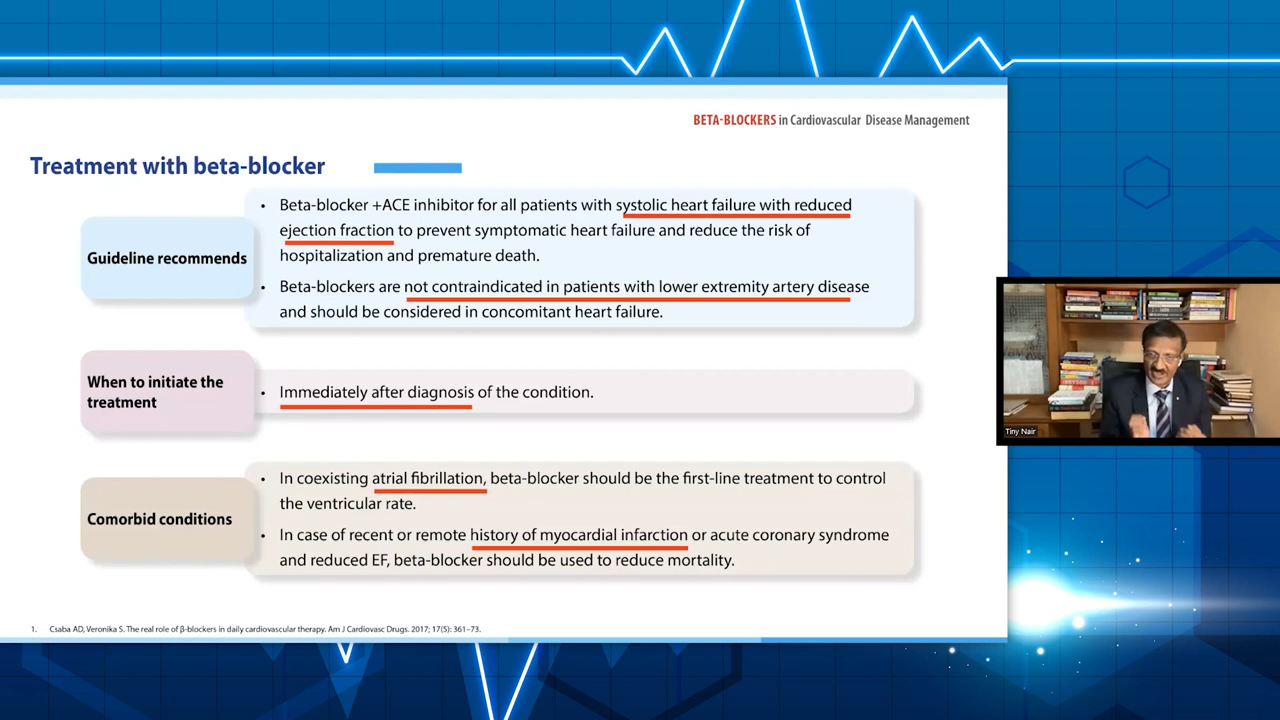 BETA-BLOCKERS in Cardiovascular Disease Management
Treatment with beta-blocker
Guideline recommends
• Beta-blocker +ACE inhibitor for all patients with systolic heart failure with reduced
ejection fraction to prevent symptomatic heart failure and reduce the risk of
hospitalization and premature death.
• Beta-blockers are not contraindicated in patients with lower extremity artery disease
and should be considered in concomitant heart failure.
When to initiate the
treatment
• Immediately after diagnosis of the condition.
Comorbid conditions
• In coexisting atrial fibrillation, beta-blocker should be the first-line treatment to control
the ventricular rate.
• In case of recent or remote history of myocardial infarction or acute coronary syndrome
and reduced EF, beta-blocker should be used to reduce mortality.
1. Csaba AD, Veronika S. The real role of β-blockers in daily cardiovascular therapy. Am J Cardiovasc Drugs. 2017; 17(5): 361–73.
Tiny Nair